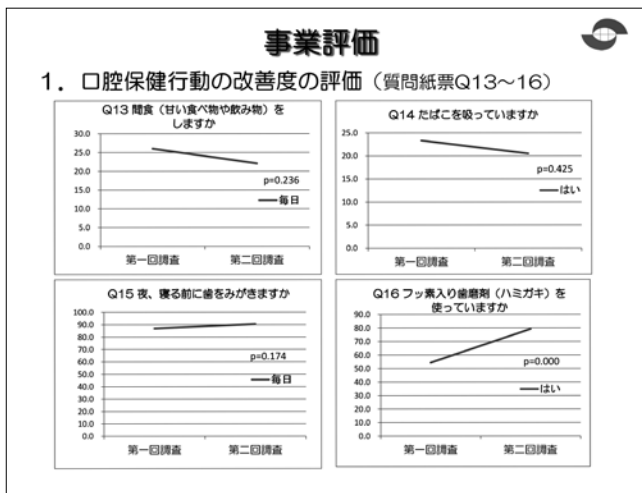 事業評価
1．口腔保健行動の改善度の評価（質問紙票Q13～16）
Q13 間食（甘い食べ物や飲み物）を
しますか
30.0
25.0
20.0
15.0
10.0
5.0
0.0
p=0.236
毎日
第一回調査 第二回調査
Q14 たばこを吸っていますか
25.0
20.0
15.0
10.0
5.0
0.0
p=0.425
はい
第一回調査 第二回調査
Q15 夜、寝る前に歯をみがきますか
100.0
90.0
80.0
70.0
60.0
50.0
40.0
30.0
20.0
10.0
0.0
p=0.174
毎日
第一回調査 第二回調査
Q16 フッ素入り歯磨剤（ハミガキ）を
使っていますか
90.0
80.0
70.0
60.0
50.0
40.0
30.0
20.0
10.0
0.0
p=0.000
はい
第一回調査 第二回調査